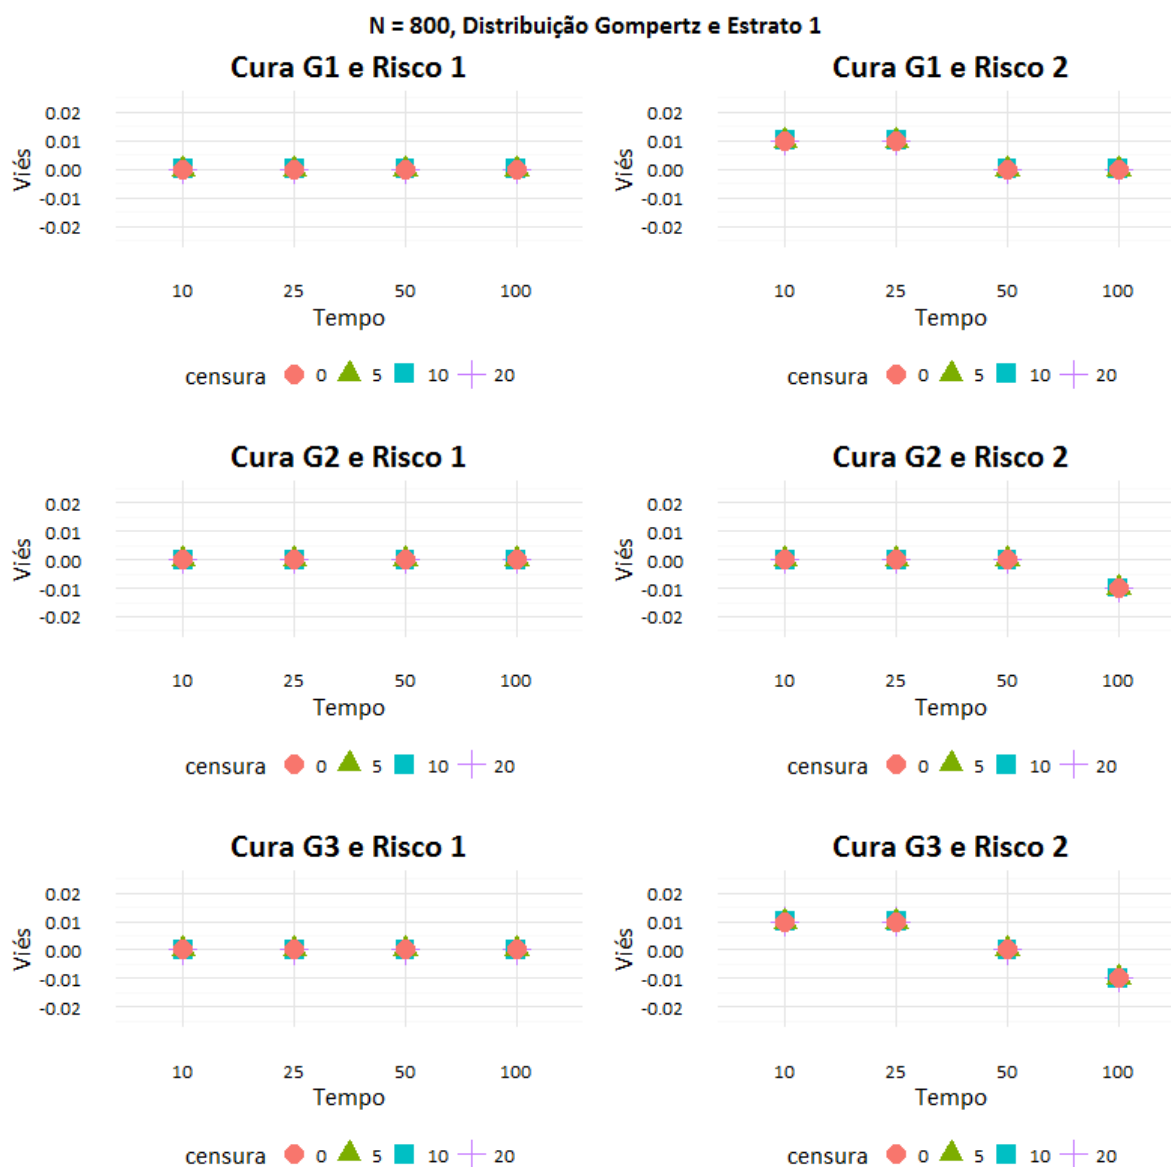 N = 800, Distribuição Gompertz e Estrato 1
Cura G1 e Risco 1
0.02
0.01
0.00
-0.01
-0.02
Viés
10 25 50 100
Tempo
censura 0 5 10 20
Cura G1 e Risco 2
0.02
0.01
0.00
-0.01
-0.02
Viés
10 25 50 100
Tempo
censura 0 5 10 20
Cura G2 e Risco 1
0.02
0.01
0.00
-0.01
-0.02
Viés
10 25 50 100
Tempo
censura 0 5 10 20
Cura G2 e Risco 2
0.02
0.01
0.00
-0.01
-0.02
Viés
10 25 50 100
Tempo
censura 0 5 10 20
Cura G3 e Risco 1
0.02
0.01
0.00
-0.01
-0.02
Viés
10 25 50 100
Tempo
censura 0 5 10 20
Cura G3 e Risco 2
0.02
0.01
0.00
-0.01
-0.02
Viés
10 25 50 100
Tempo
censura 0 5 10 20